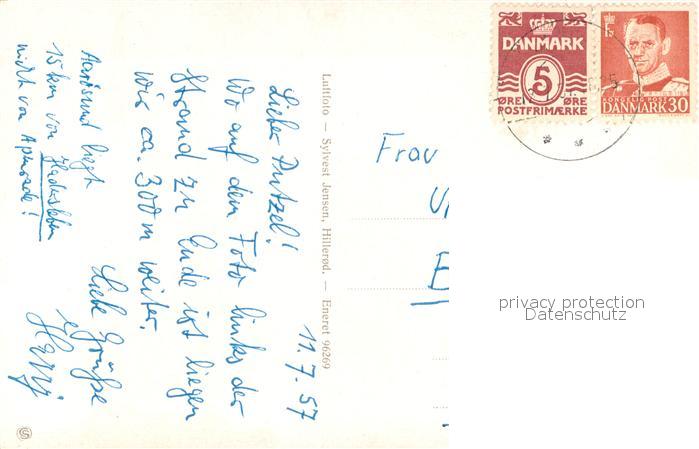 11.7.57
Lieber Putzel!
Wo auf dem Foto links der
Strand zu Ende ist liegen
wir ca. 300 m weiter.
Liebe Grüße
Aarösund liegt
15 km von Hadersleben
nicht von Apenrade!
Luftfoto — Sylvest Jensen, Hillerød. — Eneret 96269
DANMARK
5
ØRE ØRE
POSTFRIMÆRKE
DANMARK 30
Frau
privacy protection
Datenschutz